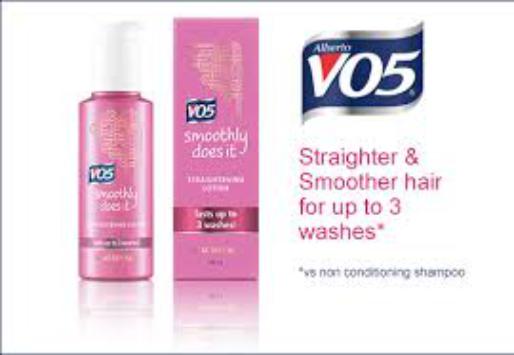 VO5
smoothly
does it
VO5
smoothly
does it
STRAIGHTENING
LOTION
lasts up to
3 washes!
Alberto
VO5
Straighter &
Smoother hair
for up to 3
washes*
*vs non conditioning shampoo